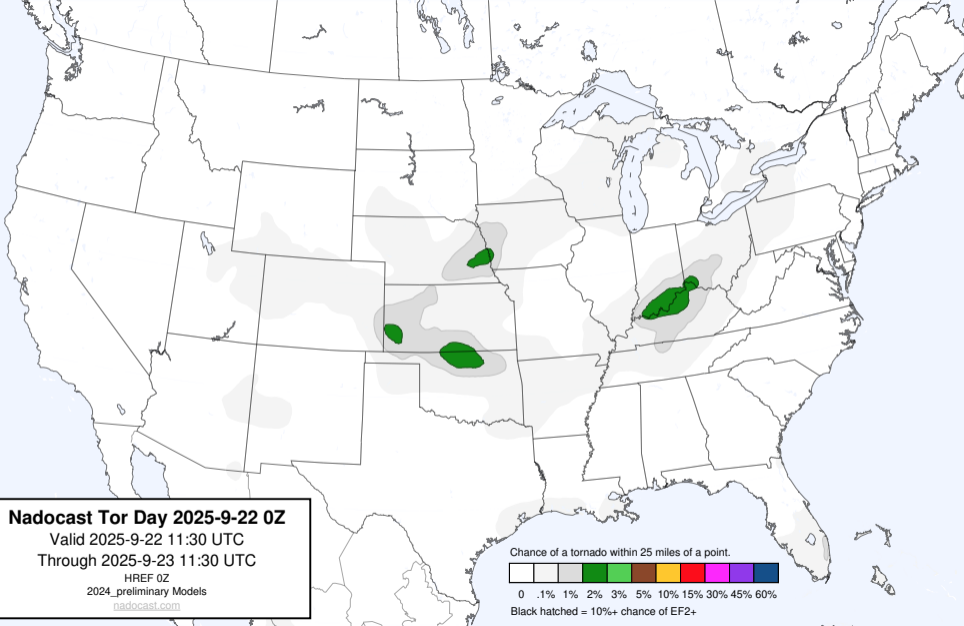 Nadocast Tor Day 2025-9-22 0Z
Valid 2025-9-22 11:30 UTC
Through 2025-9-23 11:30 UTC
HREF 0Z
2024_preliminary Models
nadocast.com
Chance of a tornado within 25 miles of a point.
0 .1% 1% 2% 3% 5% 10% 15% 30% 45% 60%
Black hatched = 10%+ chance of EF2+